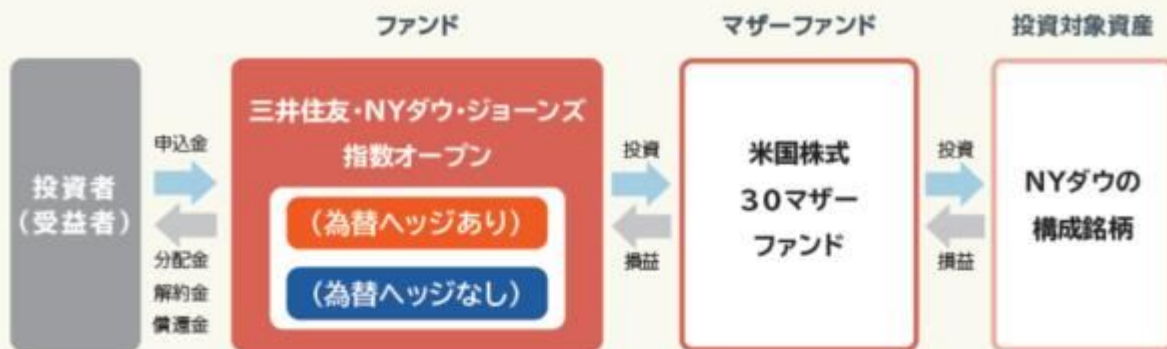 ファンド
マザーファンド
投資対象資産
投資者
(受益者)
申込金
分配金
解約金
償還金
三井住友・NYダウ・ジョーンズ
指数オープン
(為替ヘッジあり)
(為替ヘッジなし)
投資
損益
米国株式
30マザー
ファンド
投資
損益
NYダウの
構成銘柄